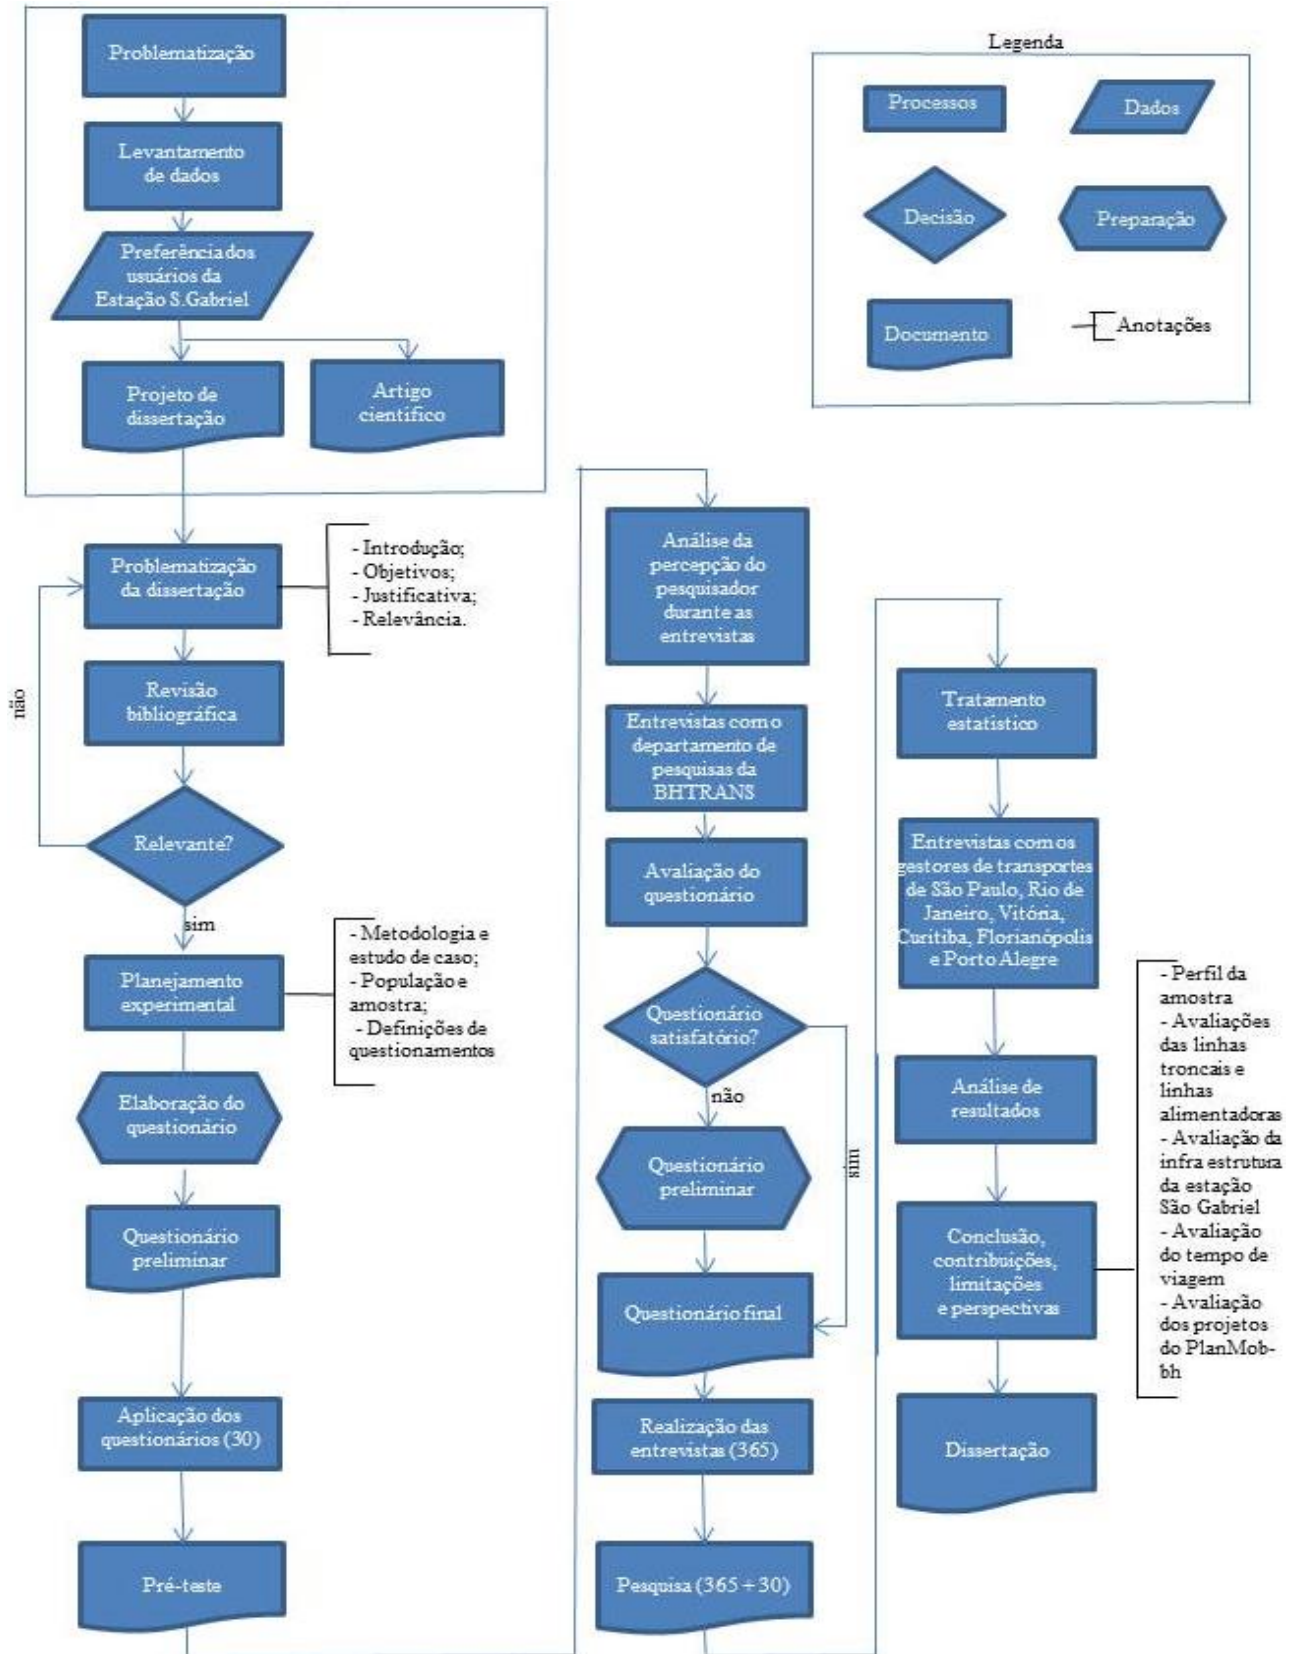 Problematização
Levantamento
de dados
Preferência dos
usuários da
Estação S.Gabriel
Projeto de
dissertação
Artigo
científico
Legenda
Processos
Dados
Decisão
Preparação
Documento
Anotações
Problematização
da dissertação
- Introdução;
- Objetivos;
- Justificativa;
- Relevância.
Revisão
bibliográfica
não
Relevante?
sim
Planejamento
experimental
- Metodologia e
estudo de caso;
- População e
amostra;
- Definições de
questionamentos
Elaboração do
questionário
Questionário
preliminar
Aplicação dos
questionários (30)
Pré-teste
Análise da
percepção do
pesquisador
durante as
entrevistas
Entrevistas com o
departamento de
pesquisas da
BHTRANS
Avaliação do
questionário
Questionário
satisfatório?
não
sim
Questionário
preliminar
Questionário final
Realização das
entrevistas (365)
Pesquisa (365 + 30)
Tratamento
estatístico
Entrevistas com os
gestores de transportes
de São Paulo, Rio de
Janeiro, Vitória,
Curitiba, Florianópolis
e Porto Alegre
Análise de
resultados
Conclusão,
contribuições,
limitações
e perspectivas
- Perfil da
amostra
- Avaliações
das linhas
troncais e
linhas
alimentadoras
- Avaliação da
infra estrutura
da estação
São Gabriel
- Avaliação
do tempo de
viagem
- Avaliação
dos projetos
do PlanMob-
bh
Dissertação